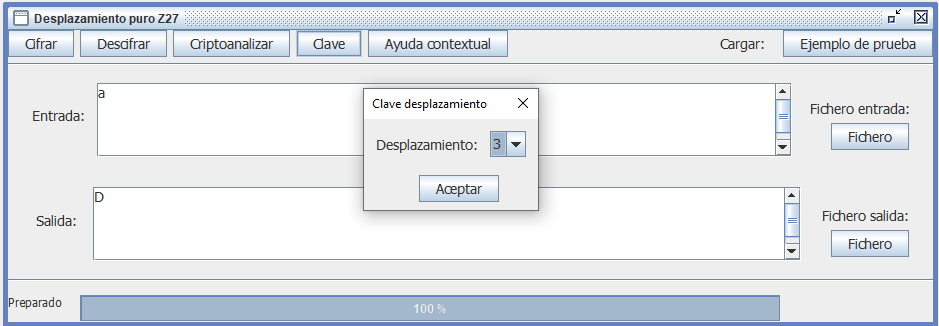 Desplazamiento puro Z27
Cifrar Descifrar Criptoanalizar Clave Ayuda contextual Cargar: Ejemplo de prueba
Entrada:
a
Clave desplazamiento
Desplazamiento: 3
Aceptar
Fichero entrada:
Fichero
Salida:
D
Fichero salida:
Fichero
Preparado
100 %